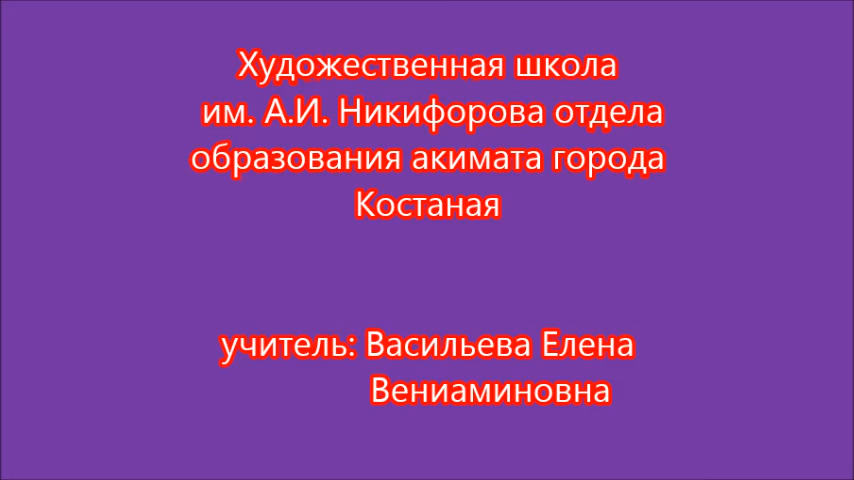 Художественная школа
им. А.И. Никифорова отдела
образования акимата города
Костаная
учитель: Васильева Елена
Вениаминовна